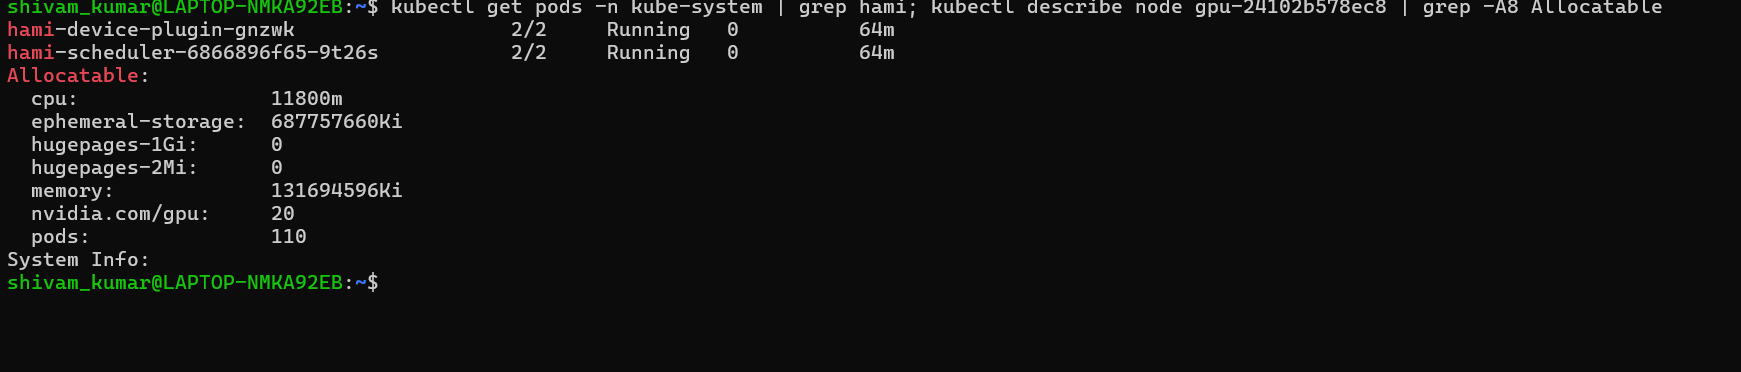 shivam_kumar@LAPTOP-NMKA92EB:~$ kubectl get pods -n kube-system | grep hami; kubectl describe node gpu-24102b578ec8 | grep -A8 Allocatable
hami-device-plugin-gnzwk                  2/2     Running   0          64m
hami-scheduler-6866896f65-9t26s           2/2     Running   0          64m
Allocatable:
  cpu:                11800m
  ephemeral-storage:  687757660Ki
  hugepages-1Gi:      0
  hugepages-2Mi:      0
  memory:             131694596Ki
  nvidia.com/gpu:     20
  pods:               110
System Info:
shivam_kumar@LAPTOP-NMKA92EB:~$